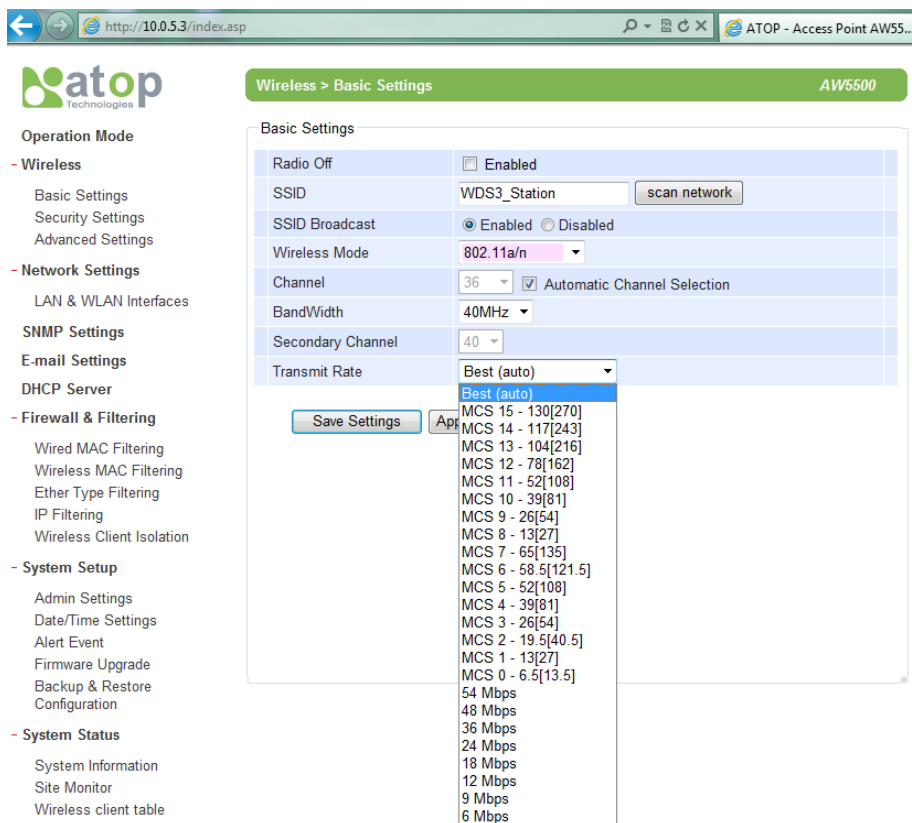 http://10.0.5.3/index.asp
ATOP - Access Point AW55...
atop
Technologies
Operation Mode
- Wireless
Basic Settings
Security Settings
Advanced Settings
- Network Settings
LAN & WLAN Interfaces
SNMP Settings
E-mail Settings
DHCP Server
- Firewall & Filtering
Wired MAC Filtering
Wireless MAC Filtering
Ether Type Filtering
IP Filtering
Wireless Client Isolation
- System Setup
Admin Settings
Date/Time Settings
Alert Event
Firmware Upgrade
Backup & Restore
Configuration
- System Status
System Information
Site Monitor
Wireless client table
Wireless > Basic Settings AW5500
Basic Settings
Radio Off Enabled
SSID WDS3_Station scan network
SSID Broadcast Enabled Disabled
Wireless Mode 802.11a/n
Channel 36 Automatic Channel Selection
BandWidth 40MHz
Secondary Channel 40
Transmit Rate Best (auto)
Save Settings App
Best (auto)
MCS 15 - 130[270]
MCS 14 - 117[243]
MCS 13 - 104[216]
MCS 12 - 78[162]
MCS 11 - 52[108]
MCS 10 - 39[81]
MCS 9 - 26[54]
MCS 8 - 13[27]
MCS 7 - 65[135]
MCS 6 - 58.5[121.5]
MCS 5 - 52[108]
MCS 4 - 39[81]
MCS 3 - 26[54]
MCS 2 - 19.5[40.5]
MCS 1 - 13[27]
MCS 0 - 6.5[13.5]
54 Mbps
48 Mbps
36 Mbps
24 Mbps
18 Mbps
12 Mbps
9 Mbps
6 Mbps